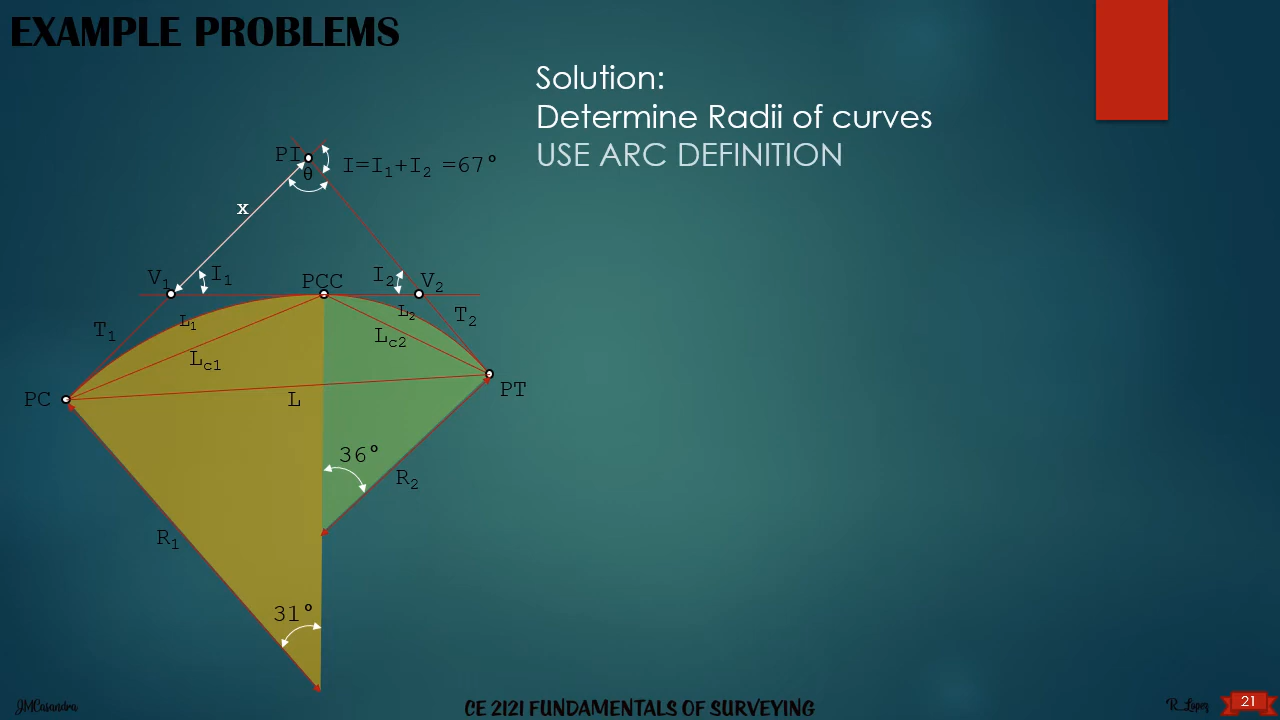 EXAMPLE PROBLEMS
Solution:
Determine Radii of curves
USE ARC DEFINITION
PI
I=I₁+I₂ =67°
θ
x
V₁
I₁
PCC
I₂
V₂
T₁
L₁
L₂
T₂
Lc1
Lc2
PC
L
PT
36°
R₂
R₁
31°
JMCasandra
CE 2121 FUNDAMENTALS OF SURVEYING
R_Lopez
21